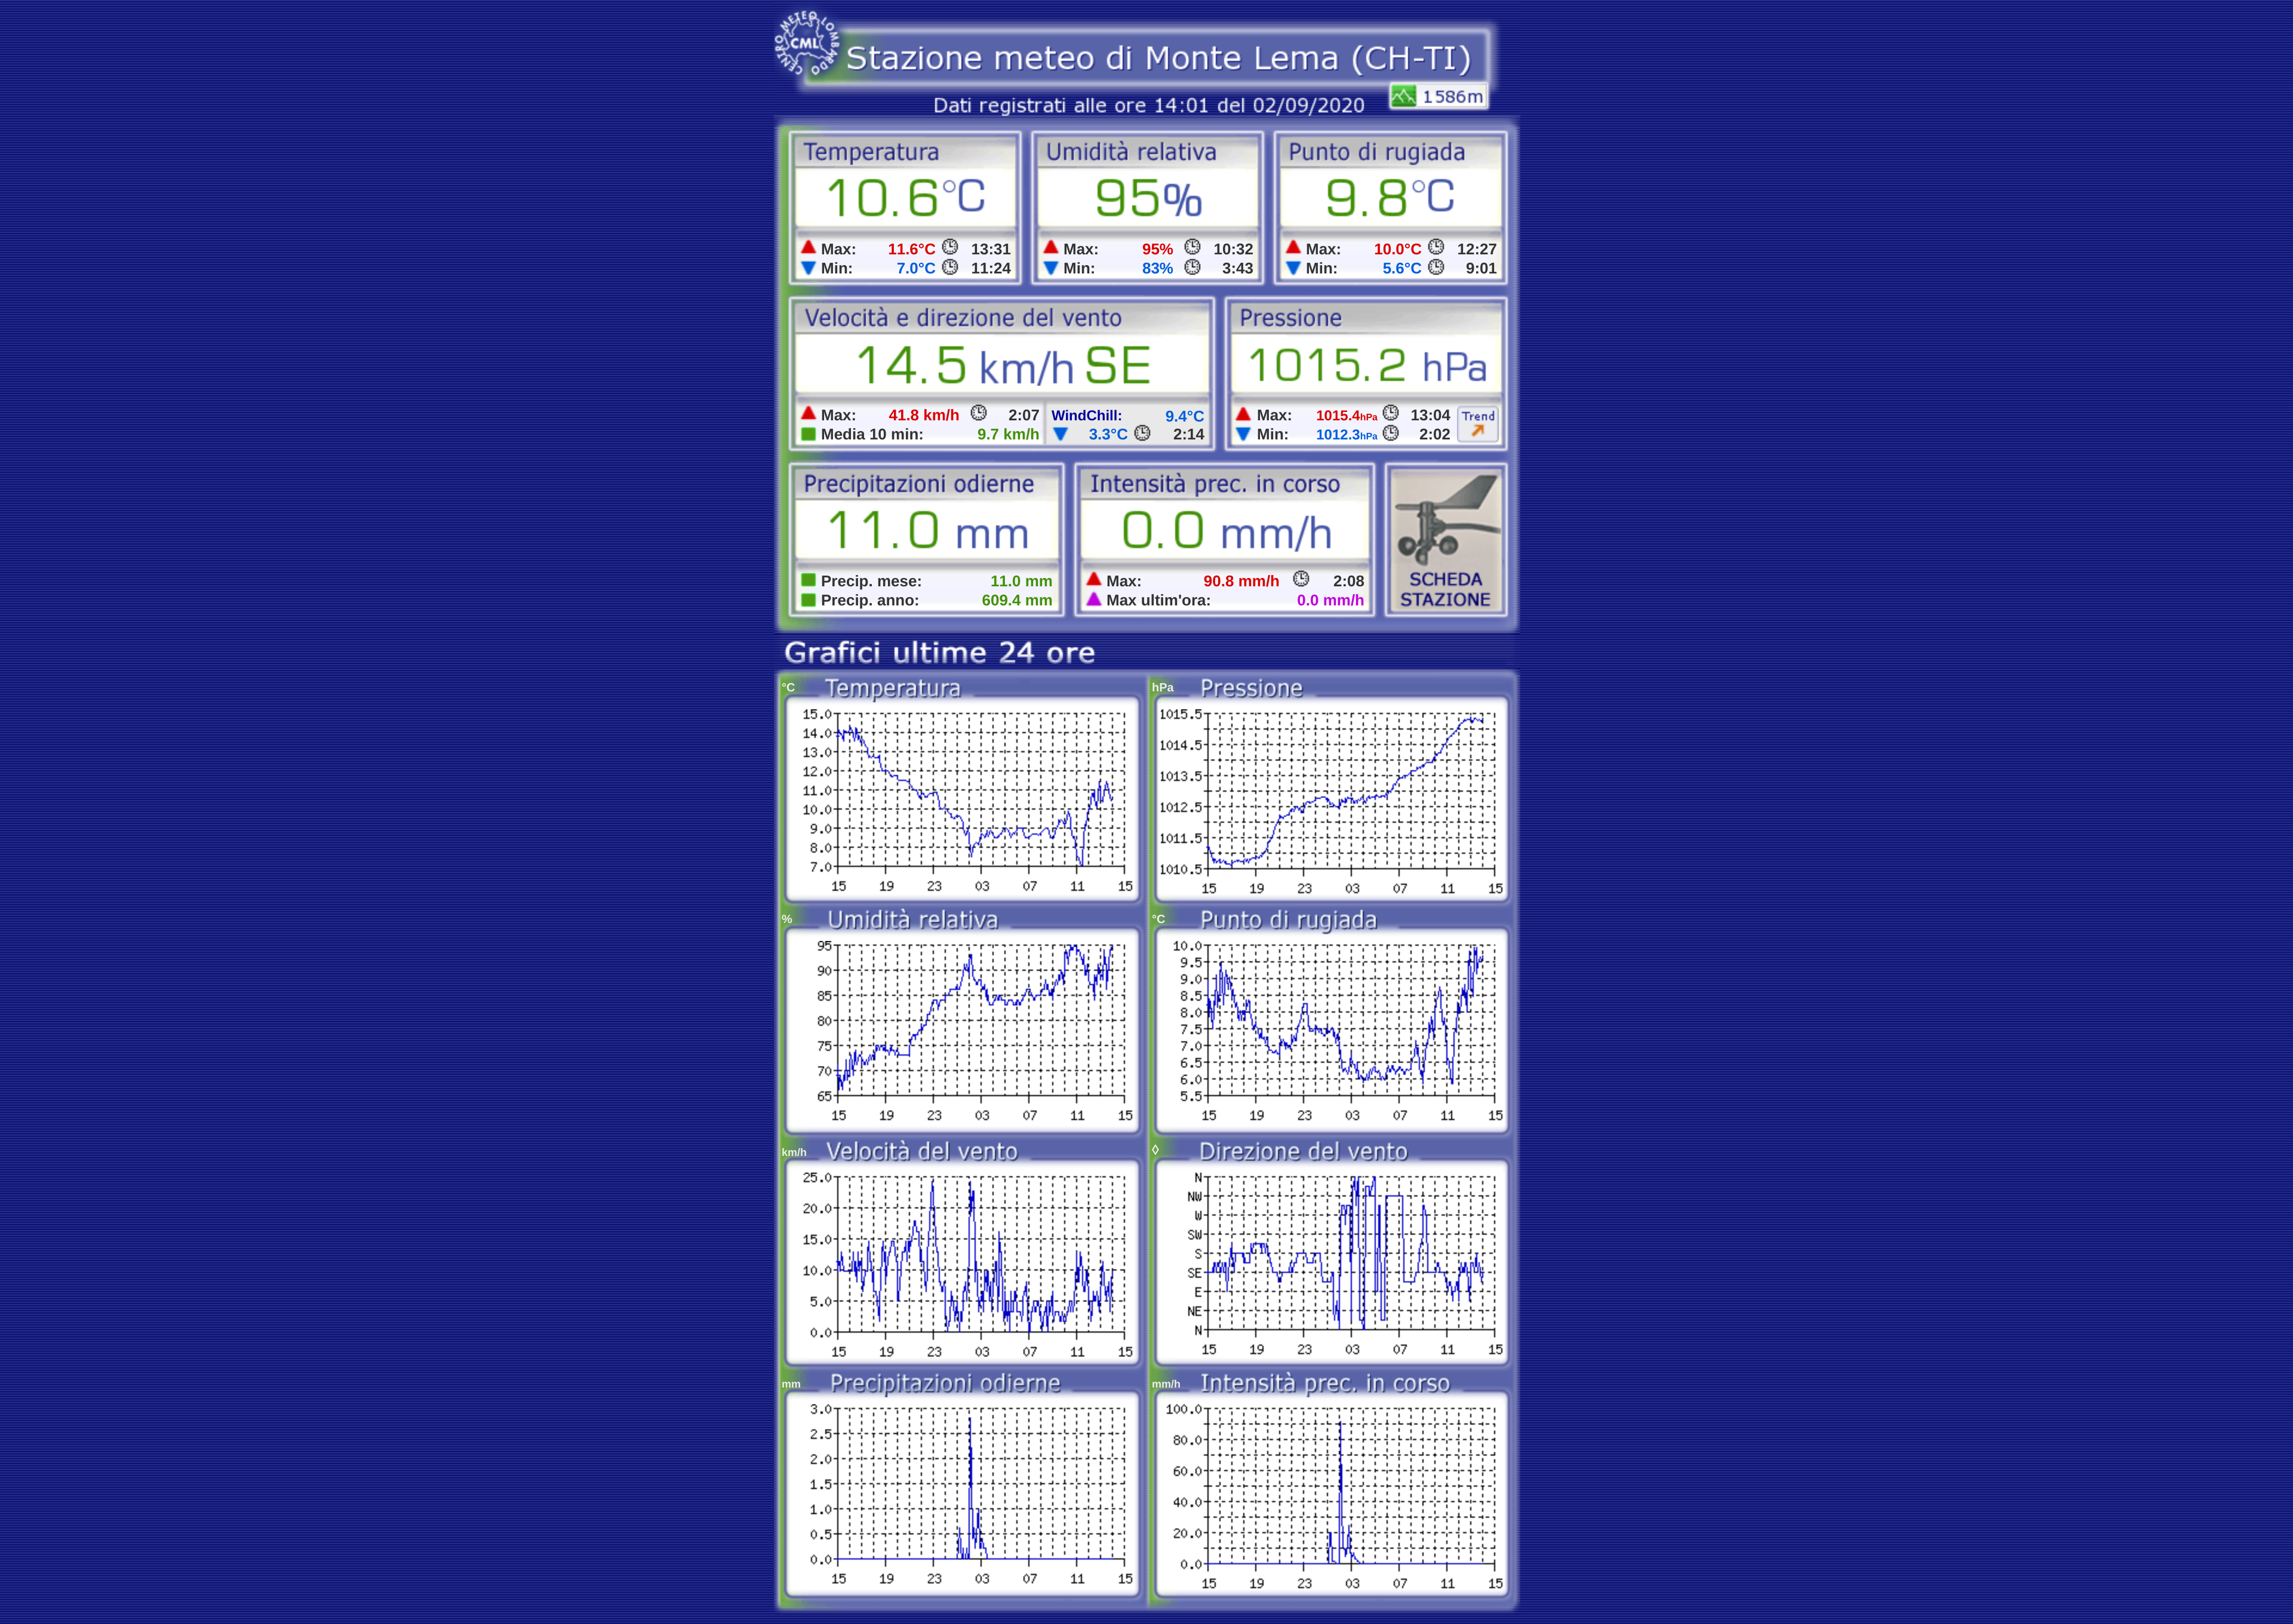 CENTRO METEO LOMBARDO
CML
Stazione meteo di Monte Lema (CH-TI)
Dati registrati alle ore 14:01 del 02/09/2020
1586m
Temperatura
10.6°C
Max: 11.6°C 13:31
Min: 7.0°C 11:24
Umidità relativa
95%
Max: 95% 10:32
Min: 83% 3:43
Punto di rugiada
9.8°C
Max: 10.0°C 12:27
Min: 5.6°C 9:01
Velocità e direzione del vento
14.5 km/h SE
Max: 41.8 km/h 2:07
Media 10 min: 9.7 km/h
WindChill: 9.4°C
3.3°C 2:14
Pressione
1015.2 hPa
Max: 1015.4hPa 13:04
Min: 1012.3hPa 2:02
Trend
Precipitazioni odierne
11.0 mm
Precip. mese: 11.0 mm
Precip. anno: 609.4 mm
Intensità prec. in corso
0.0 mm/h
Max: 90.8 mm/h 2:08
Max ultim'ora: 0.0 mm/h
SCHEDA
STAZIONE
Grafici ultime 24 ore
°C Temperatura
15.0
14.0
13.0
12.0
11.0
10.0
9.0
8.0
7.0
15 19 23 03 07 11 15
hPa Pressione
1015.5
1014.5
1013.5
1012.5
1011.5
1010.5
15 19 23 03 07 11 15
% Umidità relativa
95
90
85
80
75
70
65
15 19 23 03 07 11 15
°C Punto di rugiada
10.0
9.5
9.0
8.5
8.0
7.5
7.0
6.5
6.0
5.5
15 19 23 03 07 11 15
km/h Velocità del vento
25.0
20.0
15.0
10.0
5.0
0.0
15 19 23 03 07 11 15
◊ Direzione del vento
N
NW
W
SW
S
SE
E
NE
N
15 19 23 03 07 11 15
mm Precipitazioni odierne
3.0
2.5
2.0
1.5
1.0
0.5
0.0
15 19 23 03 07 11 15
mm/h Intensità prec. in corso
100.0
80.0
60.0
40.0
20.0
0.0
15 19 23 03 07 11 15